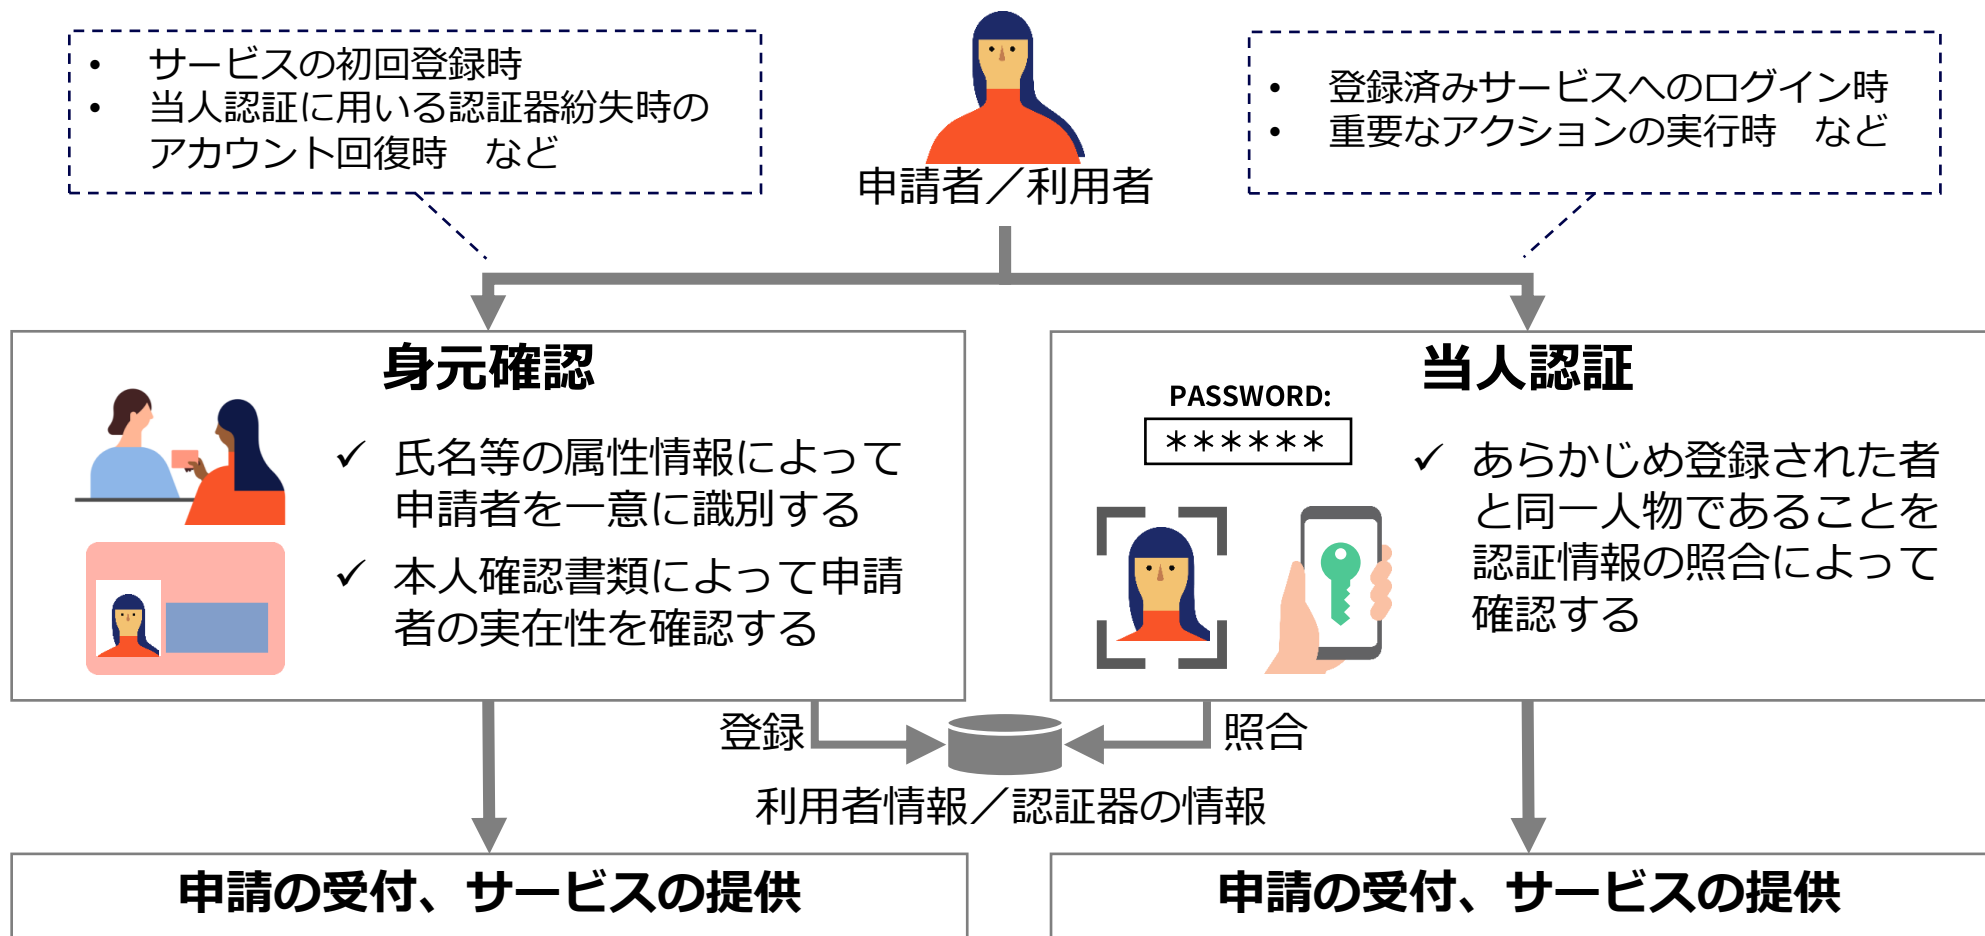 • サービスの初回登録時
• 当人認証に用いる認証器紛失時の
アカウント回復時　など
申請者／利用者
• 登録済みサービスへのログイン時
• 重要なアクションの実行時　など
身元確認
✓ 氏名等の属性情報によって
申請者を一意に識別する
✓ 本人確認書類によって申請
者の実在性を確認する
当人認証
PASSWORD:
******
✓ あらかじめ登録された者
と同一人物であることを
認証情報の照合によって
確認する
登録
照合
利用者情報／認証器の情報
申請の受付、サービスの提供
申請の受付、サービスの提供